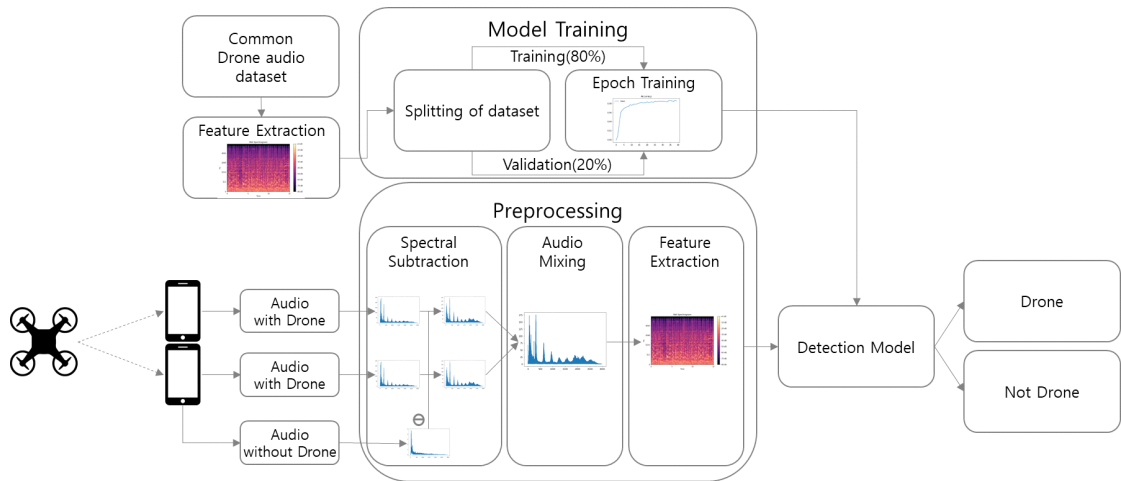 Common
Drone audio
dataset
Feature Extraction
Model Training
Training(80%)
Splitting of dataset
Epoch Training
Validation(20%)
Preprocessing
Spectral
Subtraction
Audio
Mixing
Feature
Extraction
Audio
with Drone
Audio
with Drone
Audio
without Drone
Detection Model
Drone
Not Drone